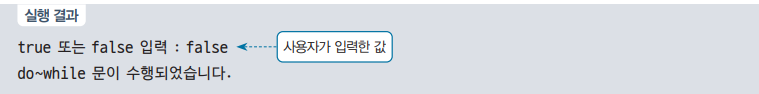 실행 결과
true 또는 false 입력 : false 사용자가 입력한 값
do~while 문이 수행되었습니다.